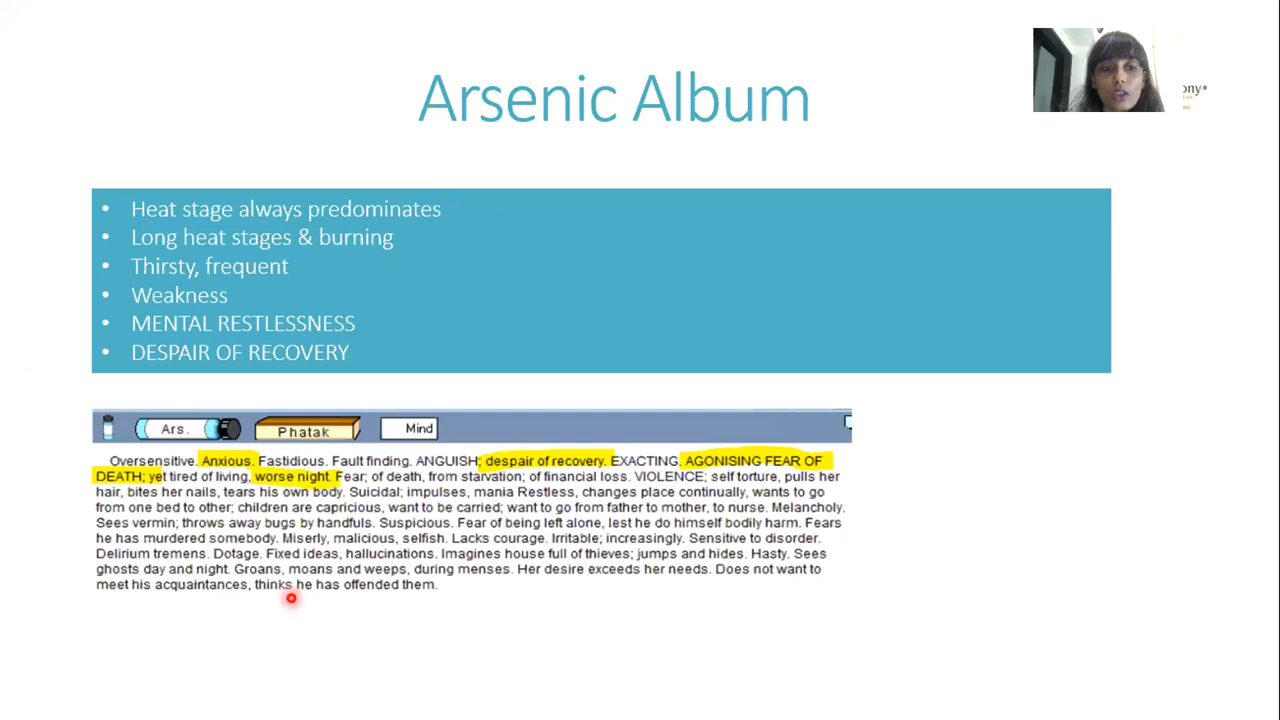 Arsenic Album
ony®
• Heat stage always predominates
• Long heat stages & burning
• Thirsty, frequent
• Weakness
• MENTAL RESTLESSNESS
• DESPAIR OF RECOVERY
Ars. Phatak Mind
Oversensitive. Anxious. Fastidious. Fault finding. ANGUISH; despair of recovery. EXACTING. AGONISING FEAR OF
DEATH; yet tired of living, worse night. Fear; of death, from starvation; of financial loss. VIOLENCE; self torture, pulls her
hair, bites her nails, tears his own body. Suicidal; impulses, mania Restless, changes place continually, wants to go
from one bed to other; children are capricious, want to be carried; want to go from father to mother, to nurse. Melancholy.
Sees vermin; throws away bugs by handfuls. Suspicious. Fear of being left alone, lest he do himself bodily harm. Fears
he has murdered somebody. Miserly, malicious, selfish. Lacks courage. Irritable; increasingly. Sensitive to disorder.
Delirium tremens. Dotage. Fixed ideas, hallucinations. Imagines house full of thieves; jumps and hides. Hasty. Sees
ghosts day and night. Groans, moans and weeps, during menses. Her desire exceeds her needs. Does not want to
meet his acquaintances, thinks he has offended them.